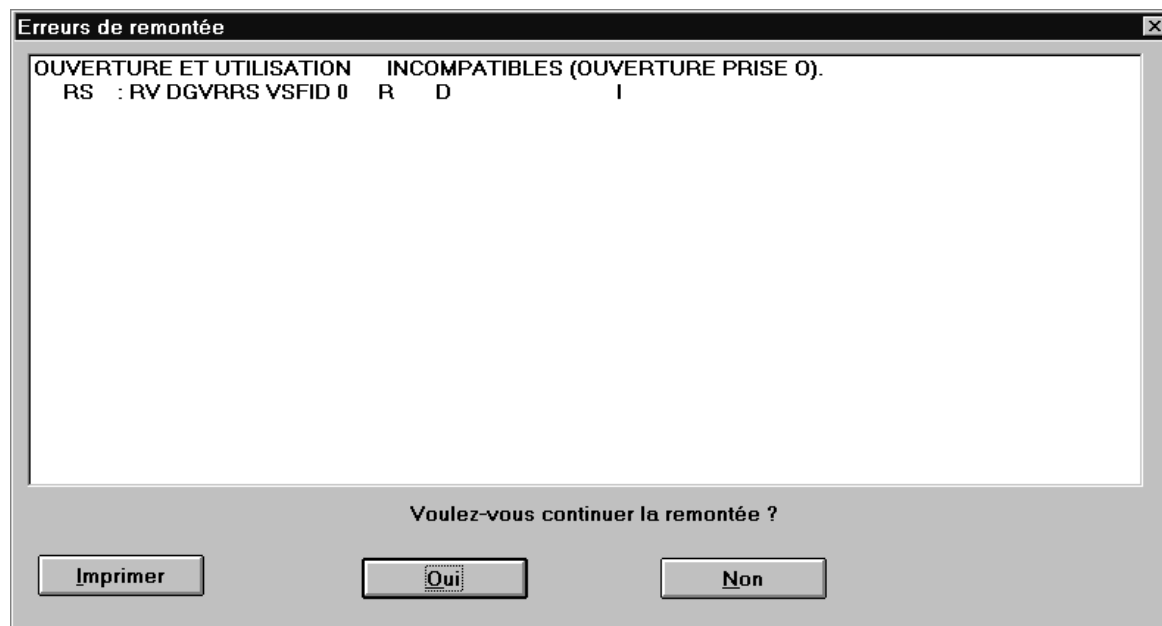 Erreurs de remontée
OUVERTURE ET UTILISATION INCOMPATIBLES (OUVERTURE PRISE O).
RS : RV DGVRRS VSFID 0 R D I
Voulez-vous continuer la remontée ?
Imprimer Oui Non